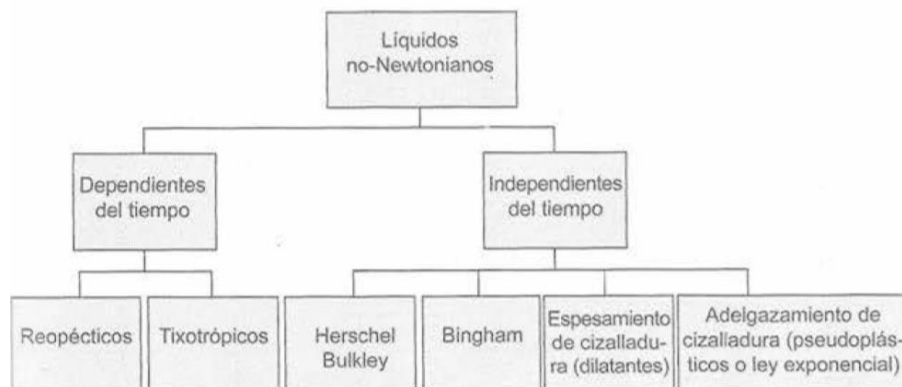 Líquidos
no-Newtonianos
Dependientes
del tiempo
Independientes
del tiempo
Reopécticos
Tixotrópicos
Herschel
Bulkley
Bingham
Espesamiento
de cizalladu-
ra (dilatantes)
Adelgazamiento de
cizalladura (pseudoplás-
ticos o ley exponencial)